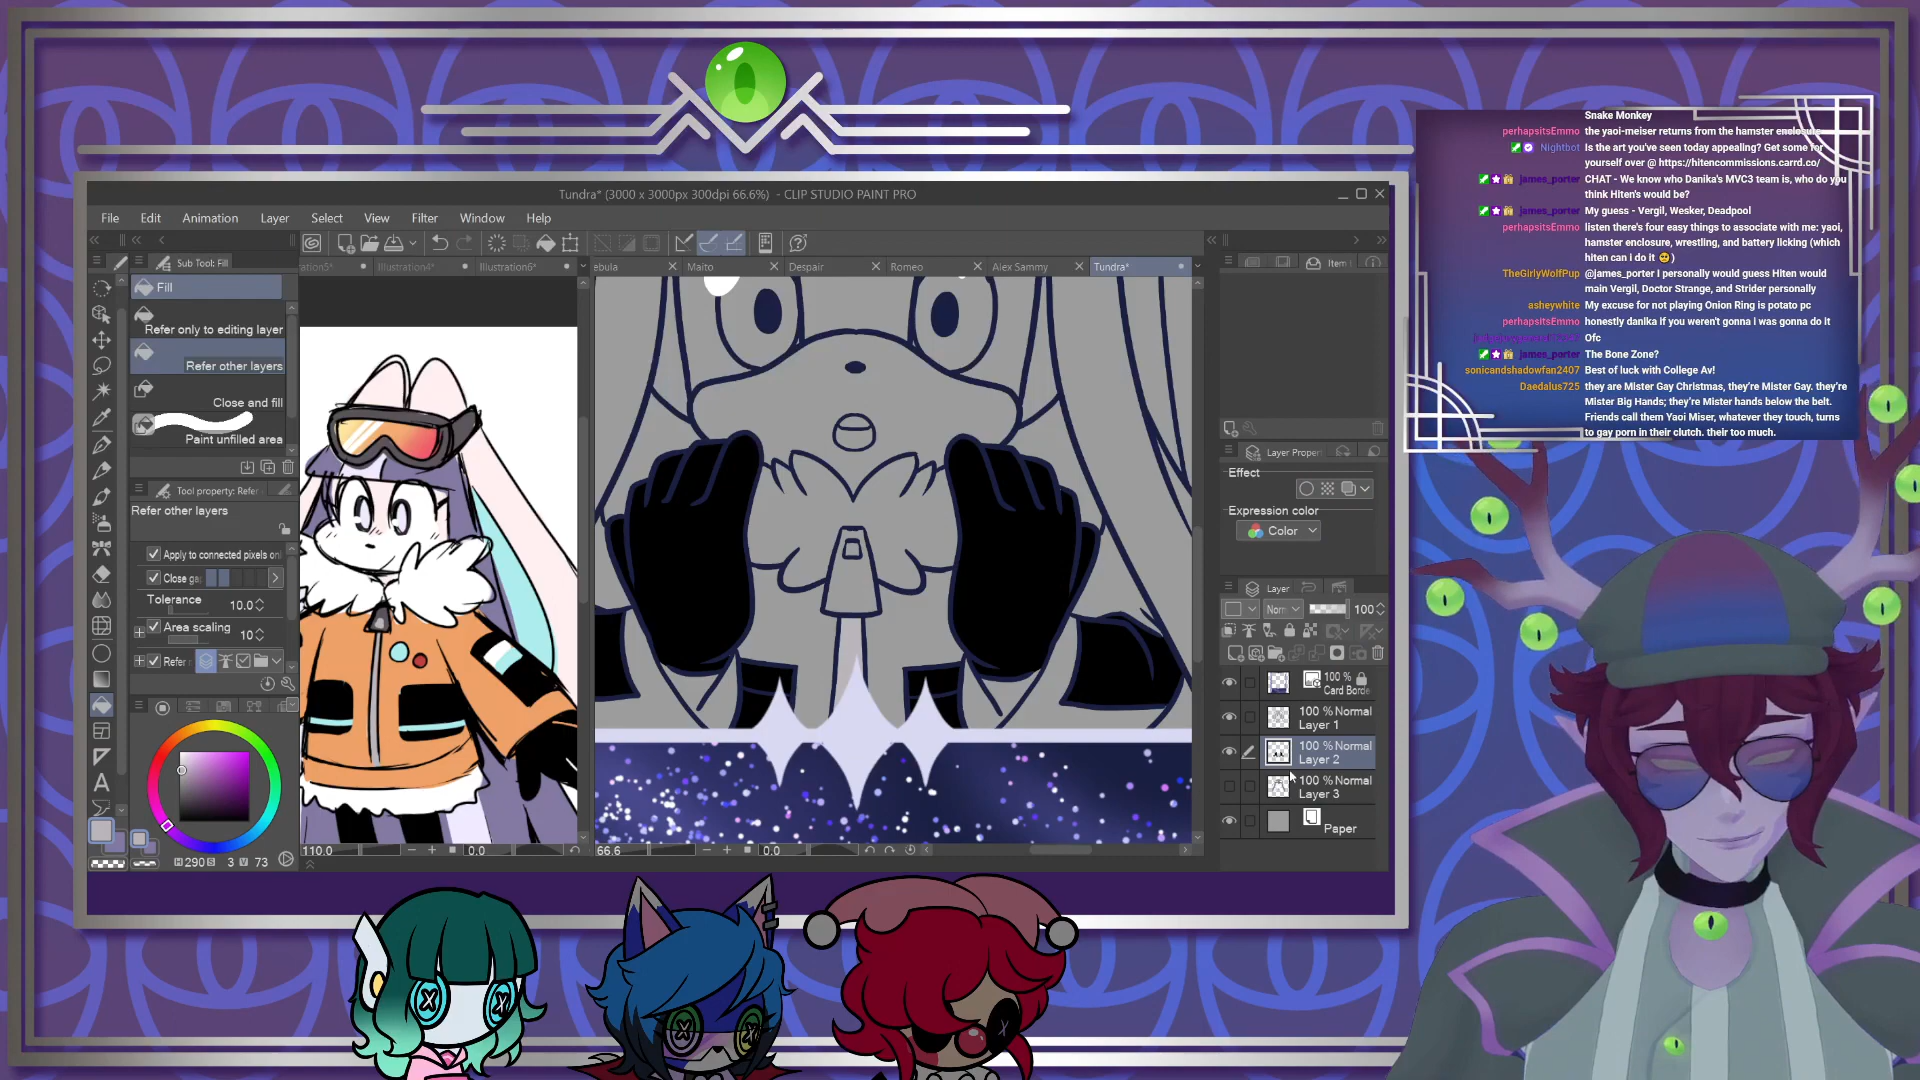 Tundra* (3000 x 3000px 300dpi 66.6%) - CLIP STUDIO PAINT PRO
File Edit Animation Layer Select View Filter Window Help
Sub Tool: Fill
ration5* Illustration4* Illustration6* ebula Maito Despair Romeo Alex Sammy Tundra*
Fill
Refer only to editing layer
Refer other layers
Close and fill
Paint unfilled area
Tool property: Refer
Refer other layers
Apply to connected pixels onl
Close ga
Tolerance 10.0
Area scaling 10
Refer
H 290 S 3 V 73
110.0 0.0
66.6 0.0
Item
Layer Proper
Effect
Expression color
Color
Layer
Norm 100
100 %
Card Borde
100 % Normal
Layer 1
100 % Normal
Layer 2
100 % Normal
Layer 3
Paper
Snake Monkey
perhapsitsEmmo the yaoi-meiser returns from the hamster enclosure
Nightbot Is the art you've seen today appealing? Get some for
yourself over @ https://hitencommissions.carrd.co/
james_porter CHAT - We know who Danika's MVC3 team is, who do you
think Hiten's would be?
james_porter My guess - Vergil, Wesker, Deadpool
perhapsitsEmmo listen there's four easy things to associate with me: yaoi,
hamster enclosure, wrestling, and battery licking (which
hiten can i do it )
TheGirlyWolfPup @james_porter I personally would guess Hiten would
main Vergil, Doctor Strange, and Strider personally
asheywhite My excuse for not playing Onion Ring is potato pc
perhapsitsEmmo honestly danika if you weren't gonna i was gonna do it
Ofc
james_porter The Bone Zone?
sonicandshadowfan2407 Best of luck with College Av!
Daedalus725 they are Mister Gay Christmas, they're Mister Gay. they're
Mister Big Hands; they're Mister hands below the belt.
Friends call them Yaoi Miser, whatever they touch, turns
to gay porn in their clutch. their too much.